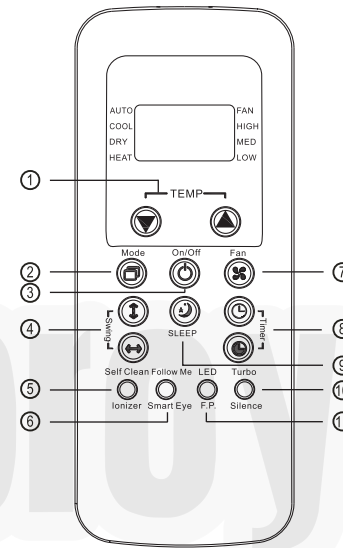 AUTO FAN
COOL HIGH
DRY MED
HEAT LOW
1
TEMP
Mode On/Off Fan
2
7
3
4
Swing
Timer
8
SLEEP
9
Self Clean Follow Me LED Turbo
5
10
Ionizer Smart Eye F.P. Silence
6